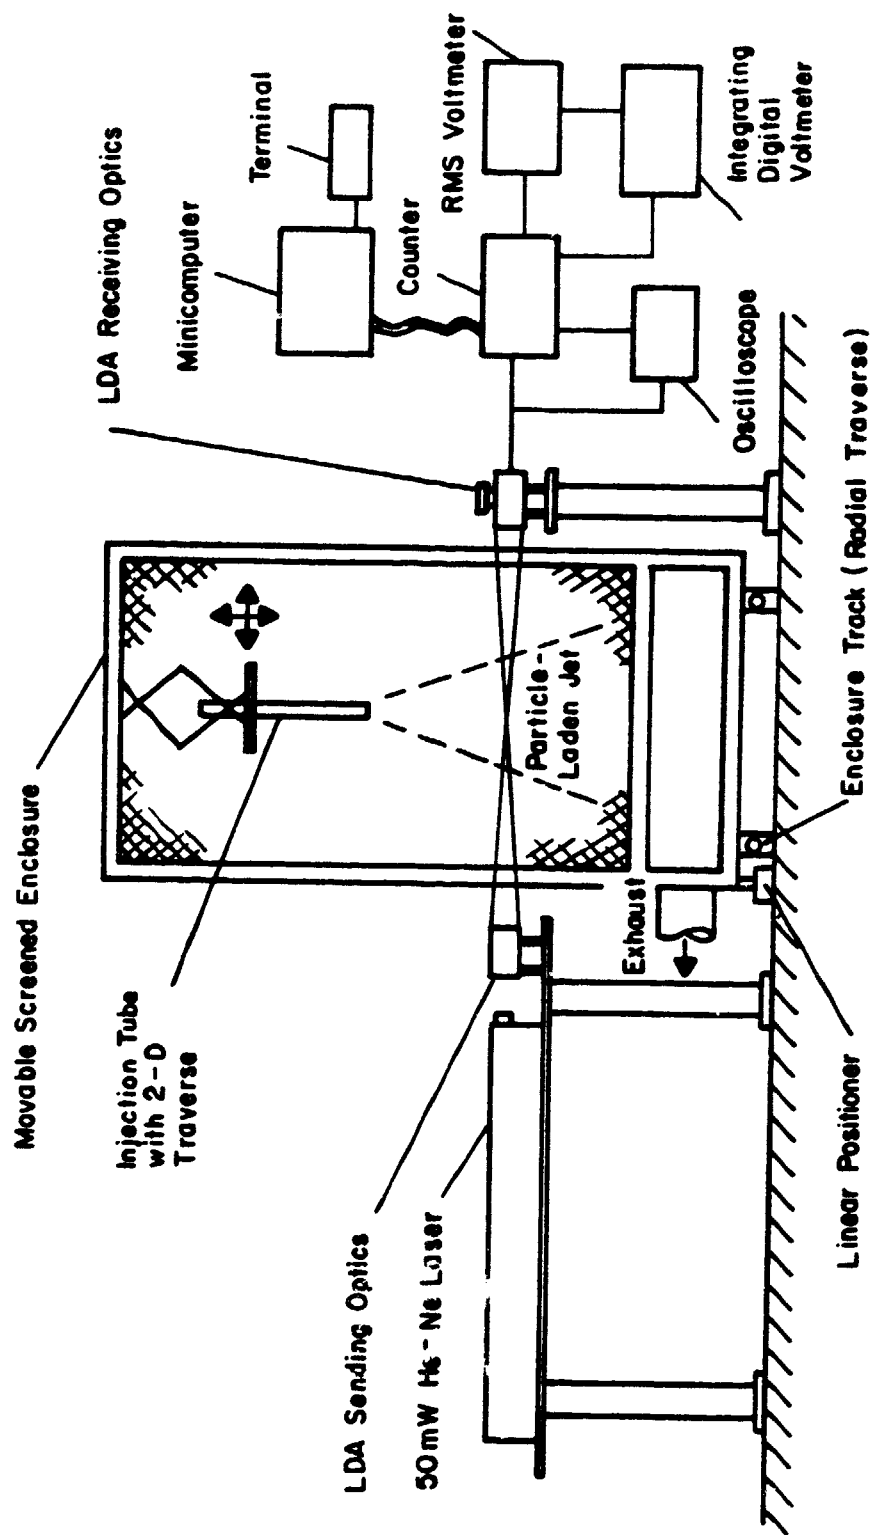 Movable Screened Enclosure
Injection Tube
with 2-D
Traverse
LDA Sending Optics
50mW He-Ne Laser
LDA Receiving Optics
Minicomputer
Terminal
Counter
RMS Voltmeter
Integrating
Digital
Voltmeter
Oscilloscope
Particle-
Laden Jet
Exhaust
Enclosure Track (Radial Traverse)
Linear Positioner